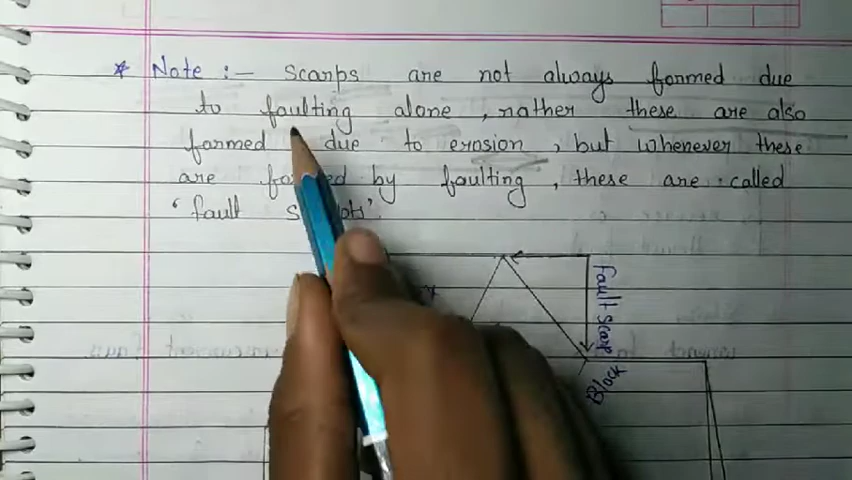 * Note :- Scarps are not always formed due
to faulting alone, rather these are also
formed due to erosion, but whenever these
are by faulting, these are called
'fault
Fault Scarp
Block